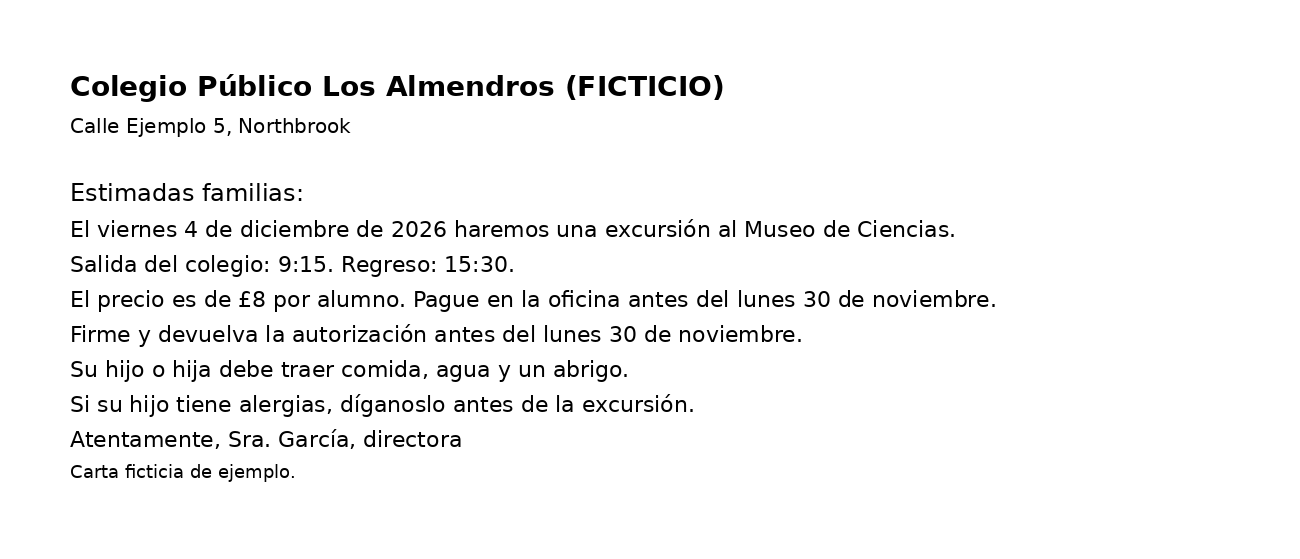 Colegio Público Los Almendros (FICTICIO)
Calle Ejemplo 5, Northbrook
Estimadas familias:
El viernes 4 de diciembre de 2026 haremos una excursión al Museo de Ciencias.
Salida del colegio: 9:15. Regreso: 15:30.
El precio es de £8 por alumno. Pague en la oficina antes del lunes 30 de noviembre.
Firme y devuelva la autorización antes del lunes 30 de noviembre.
Su hijo o hija debe traer comida, agua y un abrigo.
Si su hijo tiene alergias, díganoslo antes de la excursión.
Atentamente, Sra. García, directora
Carta ficticia de ejemplo.